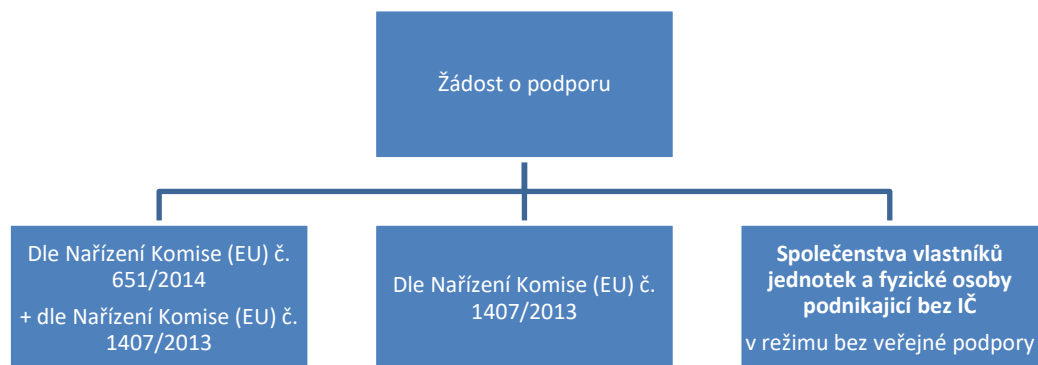 Žádost o podporu
Dle Nařízení Komise (EU) č.
651/2014
+ dle Nařízení Komise (EU) č.
1407/2013
Dle Nařízení Komise (EU) č.
1407/2013
Společenstva vlastníků
jednotek a fyzické osoby
podnikajicí bez IČ
v režimu bez veřejné podpory